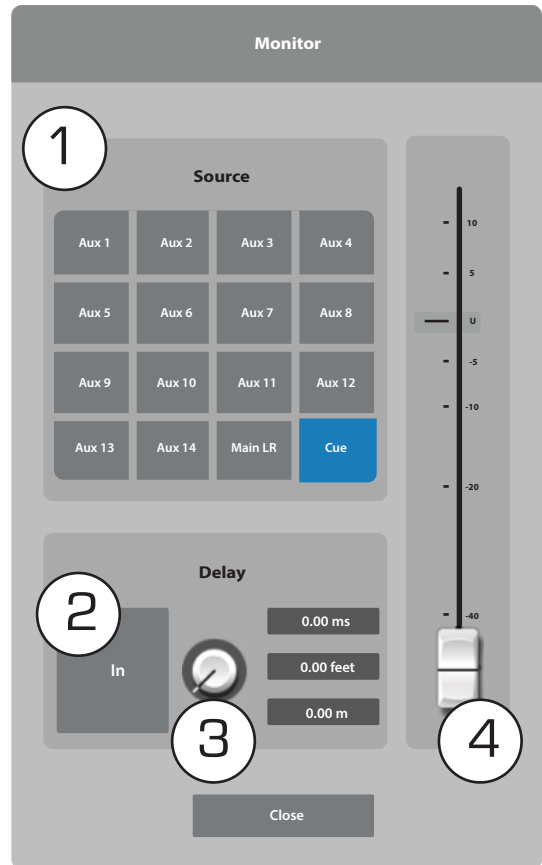 Monitor
1
Source
Aux 1 Aux 2 Aux 3 Aux 4
Aux 5 Aux 6 Aux 7 Aux 8
Aux 9 Aux 10 Aux 11 Aux 12
Aux 13 Aux 14 Main LR Cue
2
Delay
In
0.00 ms
0.00 feet
0.00 m
3
10
5
U
-5
-10
-20
-40
4
Close